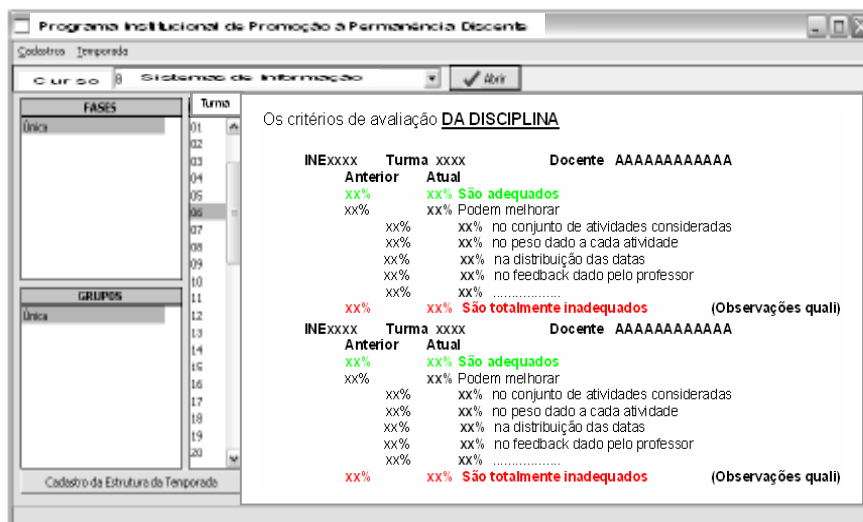 Programa Institucional de Promoção à Permanência Discente
Cadastros Temporada
Curso 8 Sistemas de Informação Abrir
FASES
Única
GRUPOS
Única
Cadastro da Estrutura da Temporada
Turma
01
02
03
04
05
06
07
08
09
10
11
12
13
14
15
16
17
18
19
20
Os critérios de avaliação DA DISCIPLINA
INExxxx Turma xxxx Docente AAAAAAAAAAAA
Anterior Atual
xx% xx% São adequados
xx% xx% Podem melhorar
xx% xx% no conjunto de atividades consideradas
xx% xx% no peso dado a cada atividade
xx% xx% na distribuição das datas
xx% xx% no feedback dado pelo professor
xx% xx% ..................
xx% xx% São totalmente inadequados (Observações quali)
INExxxx Turma xxxx Docente AAAAAAAAAAAA
Anterior Atual
xx% xx% São adequados
xx% xx% Podem melhorar
xx% xx% no conjunto de atividades consideradas
xx% xx% no peso dado a cada atividade
xx% xx% na distribuição das datas
xx% xx% no feedback dado pelo professor
xx% xx% ..................
xx% xx% São totalmente inadequados (Observações quali)